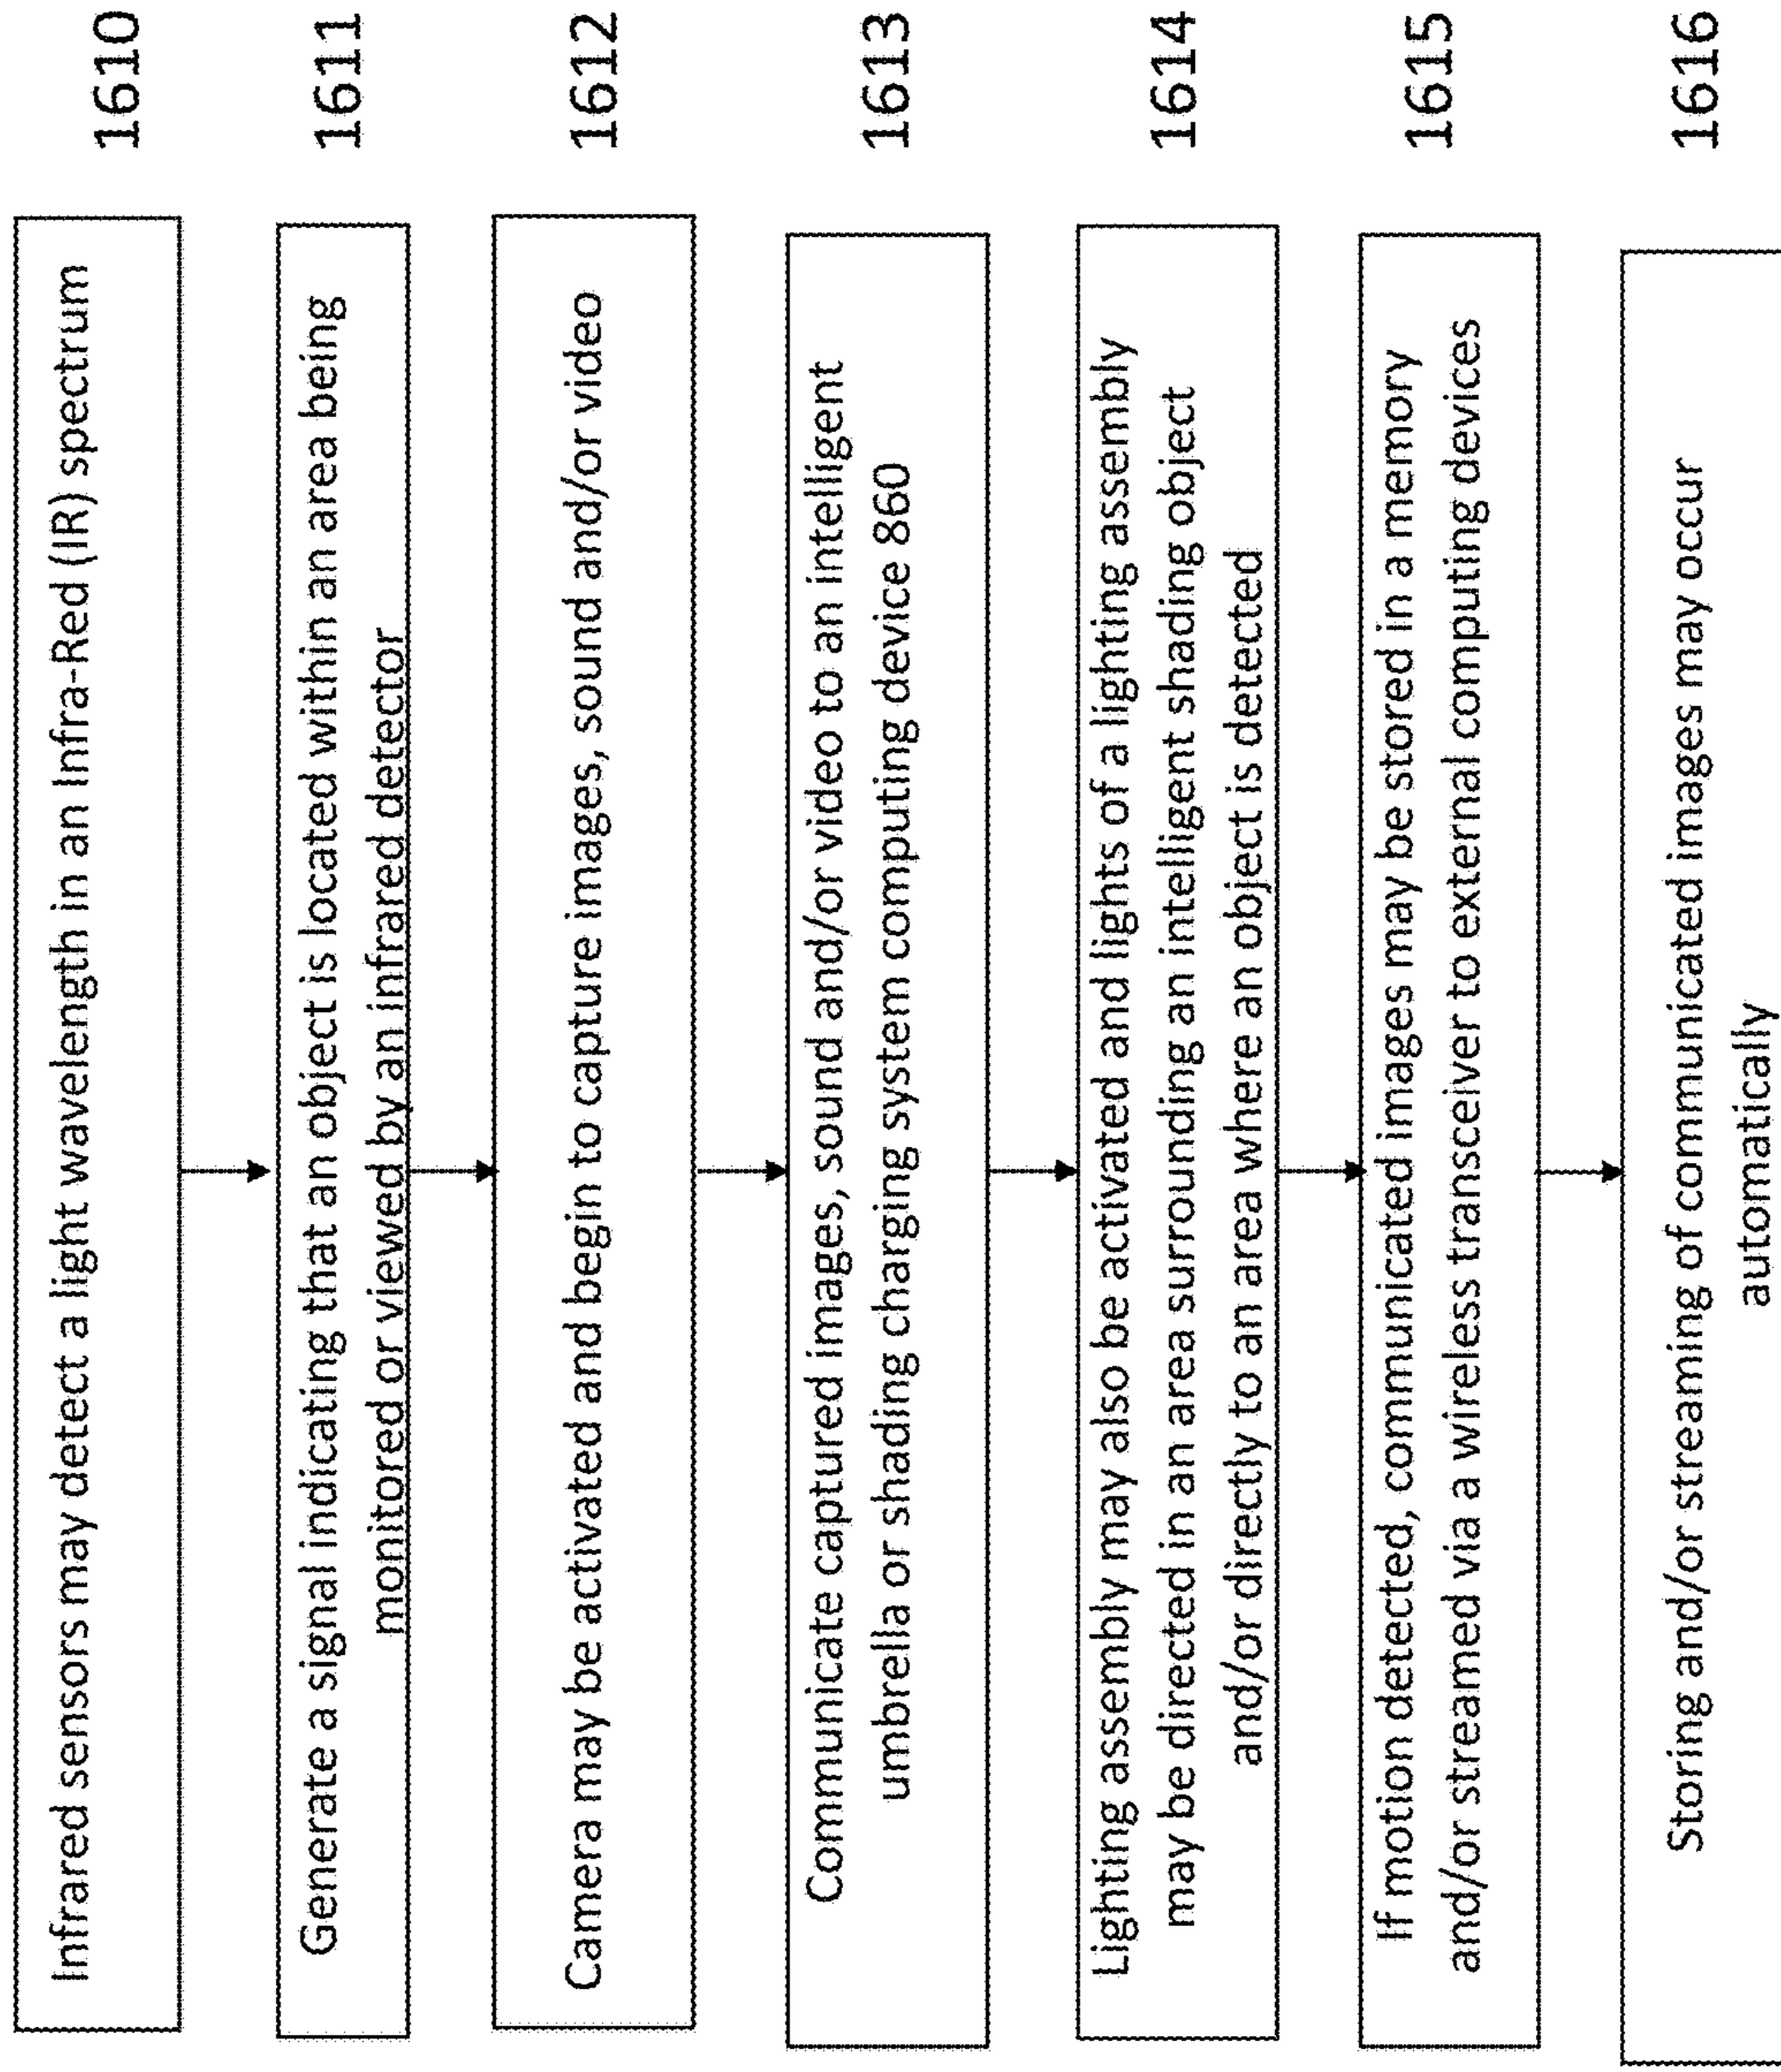 Infrared sensors may detect a light wavelength in an Infra-Red (IR) spectrum
1610
Generate a signal indicating that an object is located within an area being
monitored or viewed by an infrared detector
1611
Camera may be activated and begin to capture images, sound and/or video
1612
Communicate captured images, sound and/or video to an intelligent
umbrella or shading charging system computing device 860
1613
Lighting assembly may also be activated and lights of a lighting assembly
may be directed in an area surrounding an intelligent shading object
and/or directly to an area where an object is detected
1614
If motion detected, communicated images may be stored in a memory
and/or streamed via a wireless transceiver to external computing devices
1615
Storing and/or streaming of communicated images may occur
automatically
1616